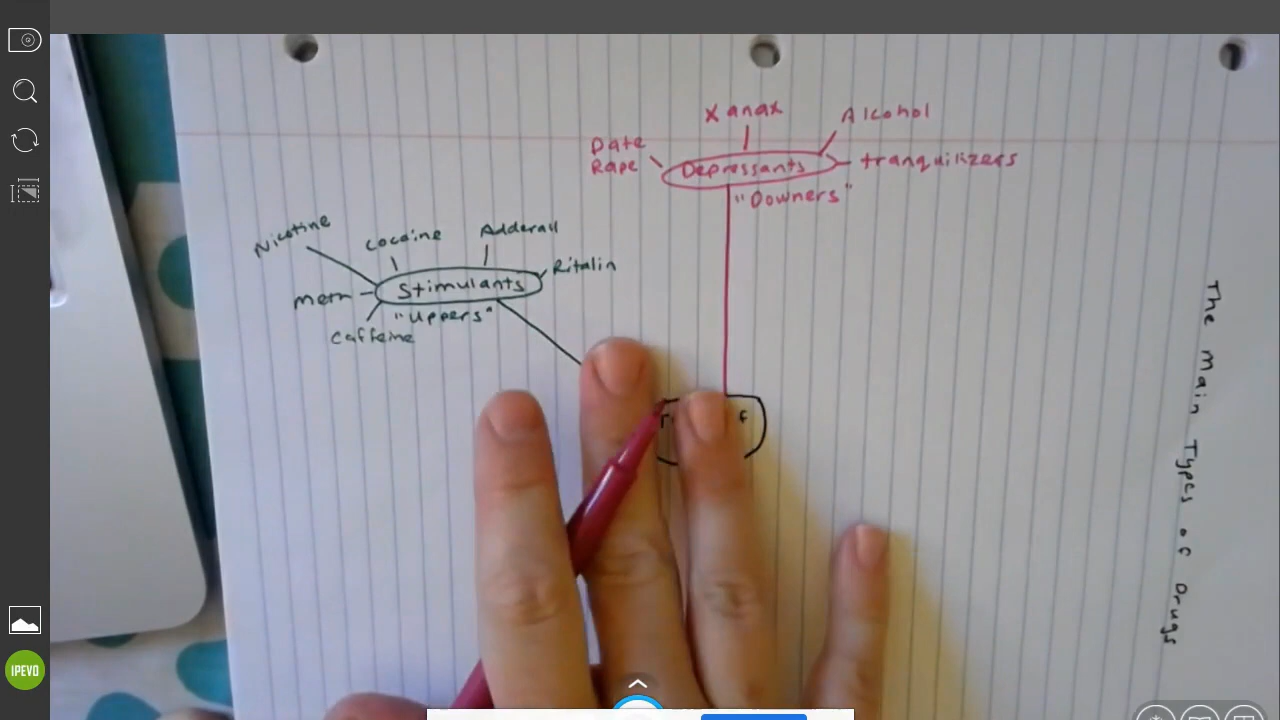 Xanax
Alcohol
Date
Rape
Depressants
tranquilizers
"Downers"
Nicotine
Cocaine
Adderall
Ritalin
Stimulants
Meth
"Uppers"
Caffeine
The Main Types of Drugs
IPEVO